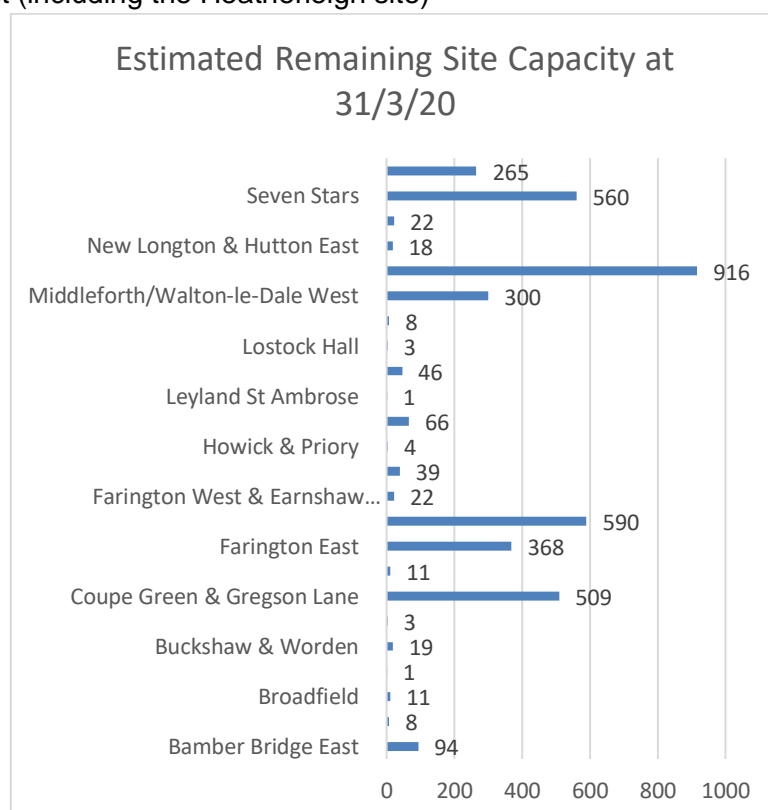 t (including the
Estimated Remaining Site Capacity at
31/3/20
265
Seven Stars 560
22
New Longton & Hutton East 18
916
Middleforth/Walton-le-Dale West 300
8
Lostock Hall 3
46
Leyland St Ambrose 1
66
Howick & Priory 4
39
Farington West & Earnshaw... 22
590
Farington East 368
11
Coupe Green & Gregson Lane 509
3
Buckshaw & Worden 19
1
Broadfield 11
8
Bamber Bridge East 94
0 200 400 600 800 1000